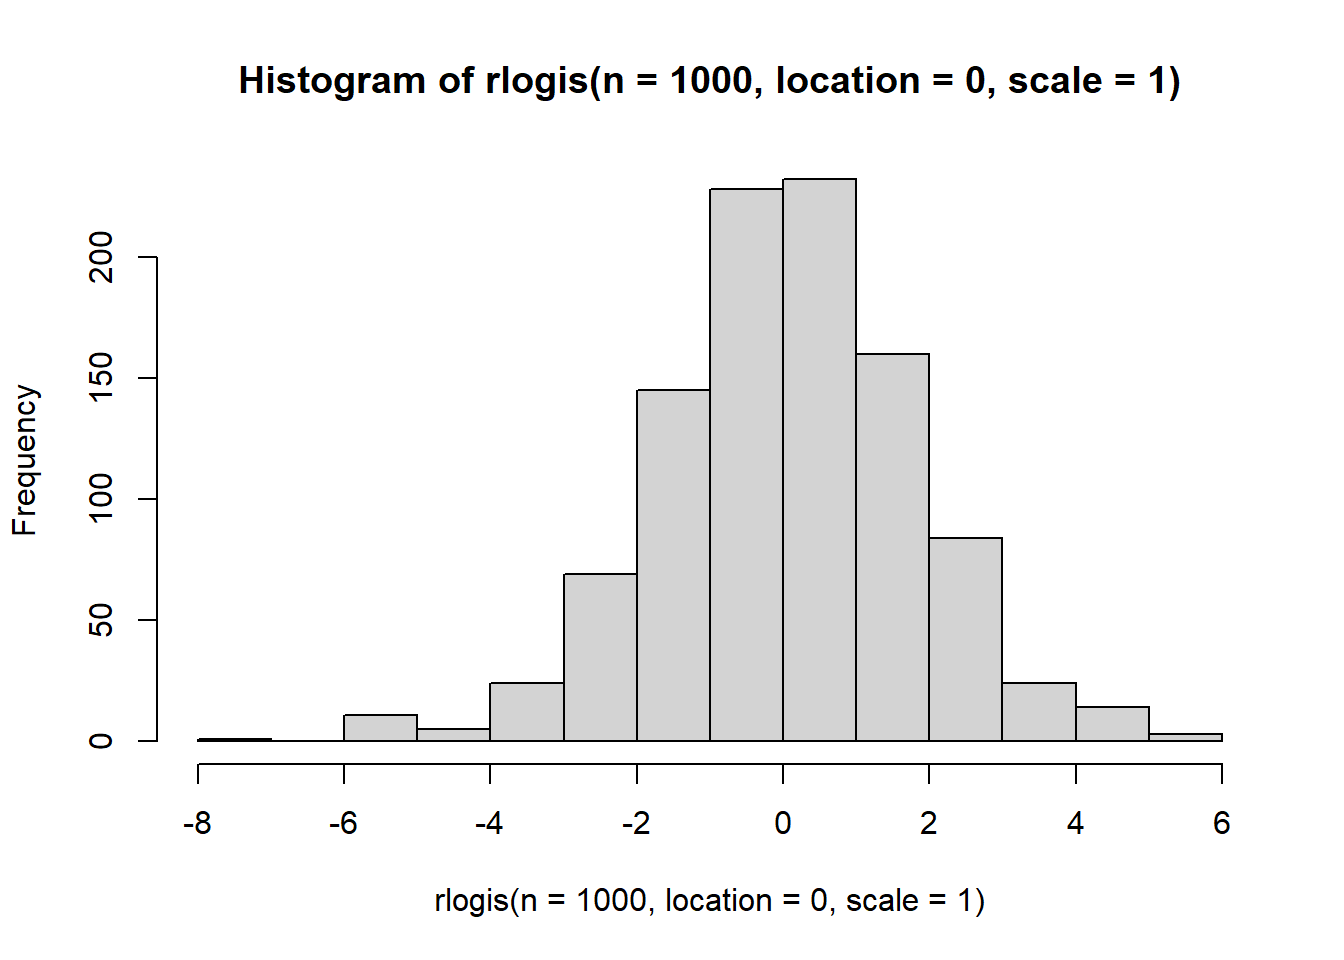 Histogram of rlogis(n = 1000, location = 0, scale = 1)
Frequency
200
150
100
50
0
-8 -6 -4 -2 0 2 4 6
rlogis(n = 1000, location = 0, scale = 1)